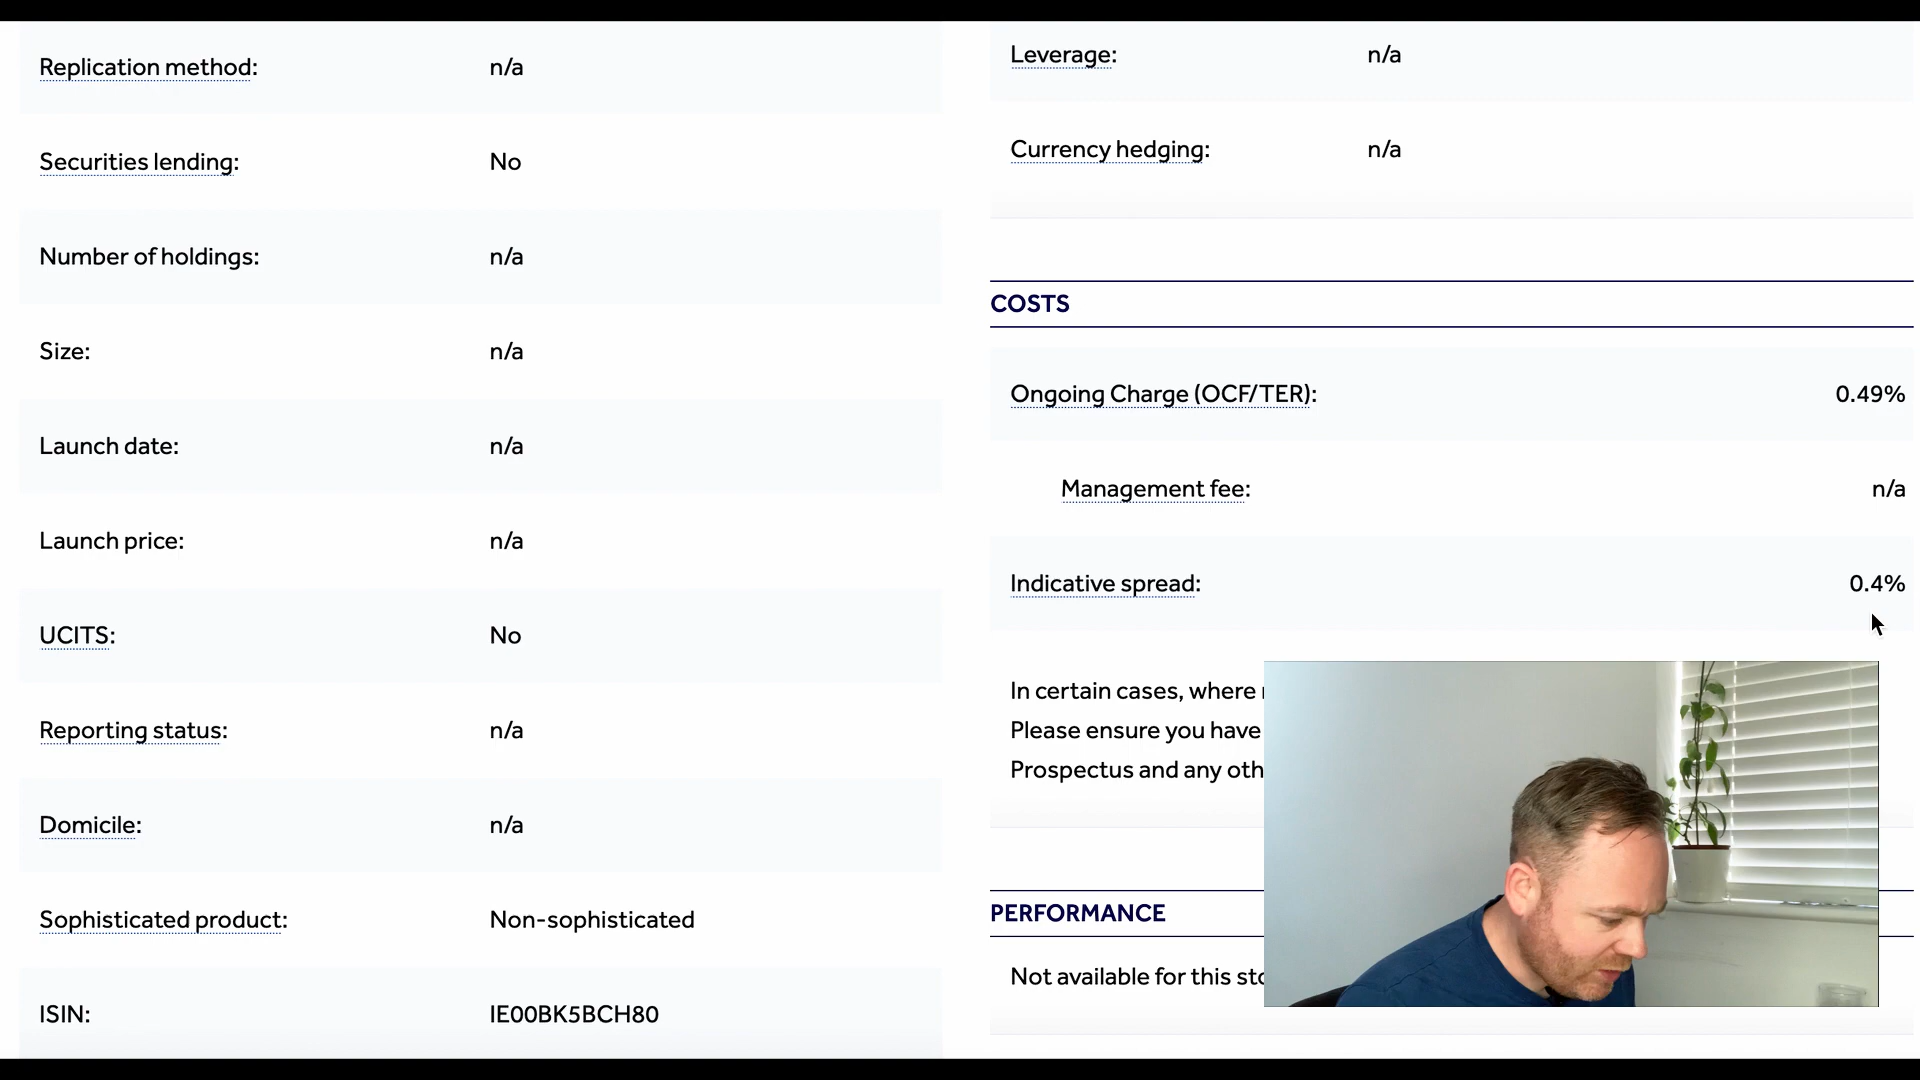 Replication method: n/a
Securities lending: No
Number of holdings: n/a
Size: n/a
Launch date: n/a
Launch price: n/a
UCITS: No
Reporting status: n/a
Domicile: n/a
Sophisticated product: Non-sophisticated
ISIN: IE00BK5BCH80
Leverage: n/a
Currency hedging: n/a
COSTS
Ongoing Charge (OCF/TER): 0.49%
Management fee: n/a
Indicative spread: 0.4%
In certain cases, where
Please ensure you have
Prospectus and any oth
PERFORMANCE
Not available for this sto